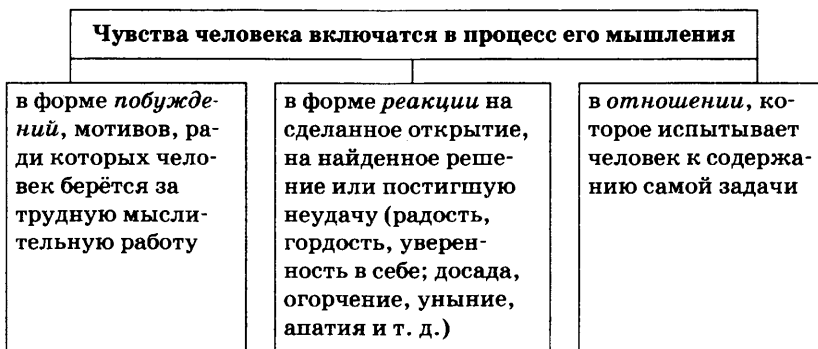 Чувства человека включатся в процесс его мышления
в форме побужде-
ний, мотивов, ра-
ди которых чело-
век берётся за
трудную мысли-
тельную работу
в форме реакции на
сделанное открытие,
на найденное реше-
ние или постигшую
неудачу (радость,
гордость, уверен-
ность в себе; досада,
огорчение, уныние,
апатия и т. д.)
в отношении, ко-
торое испытывает
человек к содержа-
нию самой задачи